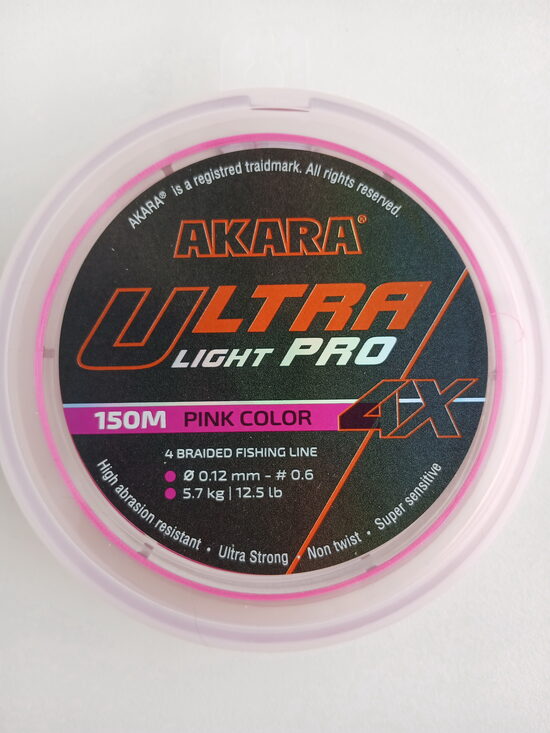 AKARA® is a registred traidmark. All rights reserved.
AKARA®
ULTRA
LIGHT PRO
4X
150M PINK COLOR
4 BRAIDED FISHING LINE
Ø 0.12 mm - # 0.6
5.7 kg | 12.5 lb
High abrasion resistant • Ultra Strong • Non twist • Super sensitive